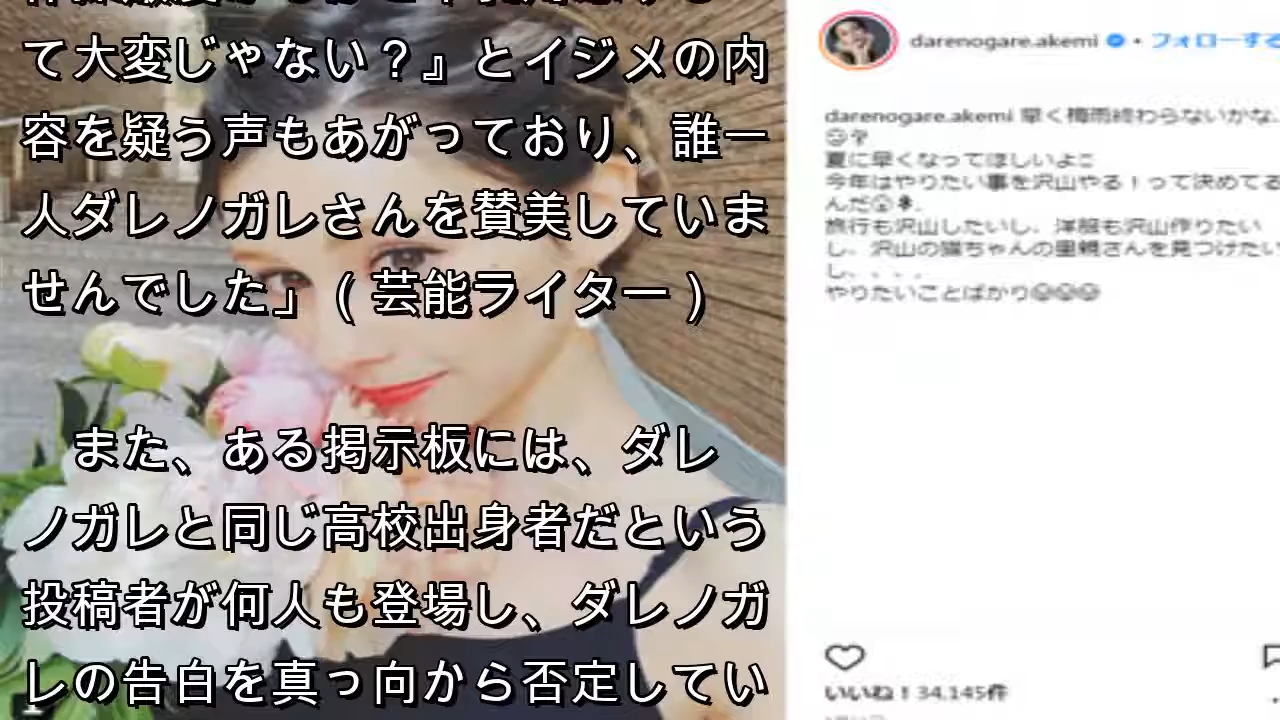 て大変じゃない？』とイジメの内
容を疑う声もあがっており、誰一
人ダレノガレさんを賛美していま
せんでした」(芸能ライター)
また、ある掲示板には、ダレ
ノガレと同じ高校出身者だという
投稿者が何人も登場し、ダレノガ
レの告白を真っ向から否定してい
darenogare.akemi • フォローする
darenogare.akemi 早く梅雨終わらないかな。
夏に早くなってほしいよ
今年はやりたい事を沢山やる！って決めてる
んだ
旅行も沢山したいし、洋服も沢山作りたい
し、沢山の猫ちゃんの里親さんを見つけたい
し、、、、
やりたいことばかり
いいね！34,145件